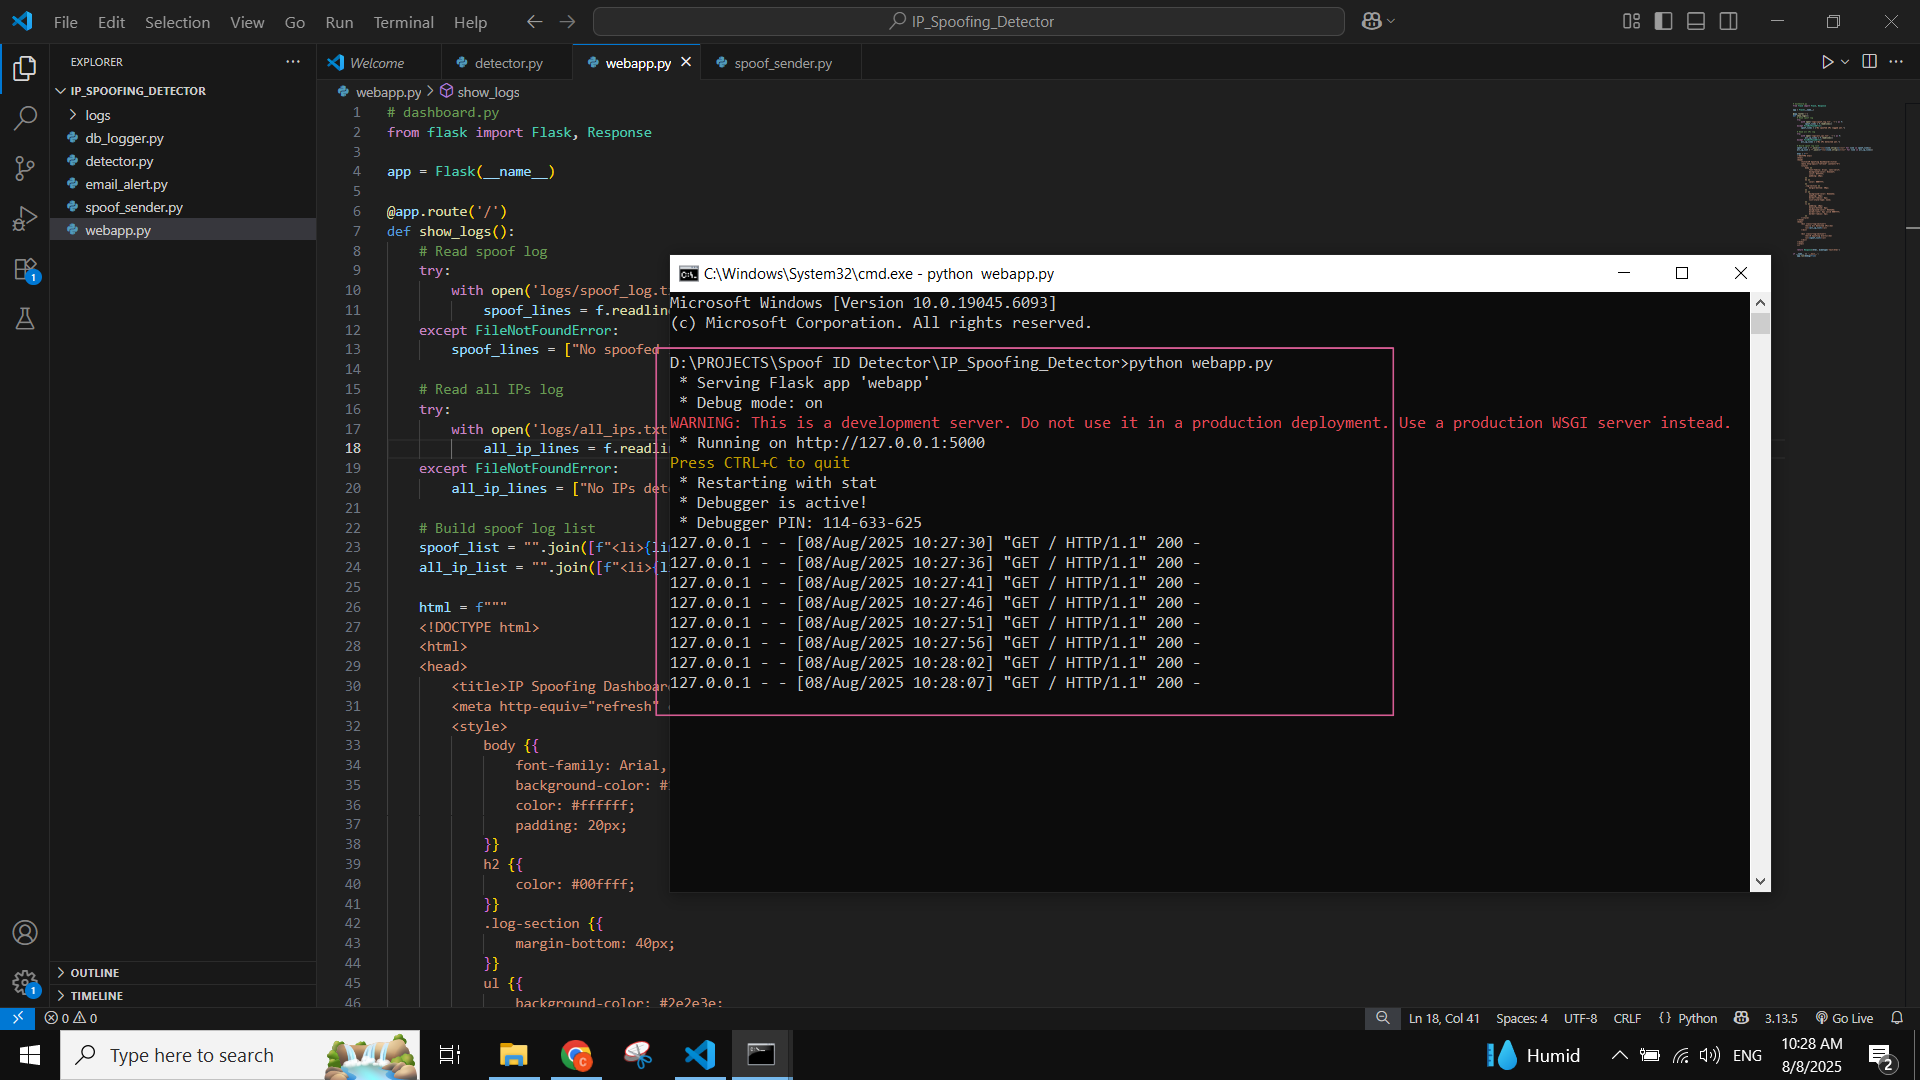 File Edit Selection View Go Run Terminal Help
IP_Spoofing_Detector
EXPLORER
IP_SPOOFING_DETECTOR
logs
db_logger.py
detector.py
email_alert.py
spoof_sender.py
webapp.py
OUTLINE
TIMELINE
Welcome detector.py webapp.py spoof_sender.py
webapp.py > show_logs
1 # dashboard.py
2 from flask import Flask, Response
3
4 app = Flask(__name__)
5
6 @app.route('/')
7 def show_logs():
8 # Read spoof log
9 try:
10 with open('logs/spoof_log.t
11 spoof_lines = f.readlin
12 except FileNotFoundError:
13 spoof_lines = ["No spoofed
14
15 # Read all IPs log
16 try:
17 with open('logs/all_ips.txt
18 all_ip_lines = f.readli
19 except FileNotFoundError:
20 all_ip_lines = ["No IPs det
21
22 # Build spoof log list
23 spoof_list = "".join([f"<li>{li
24 all_ip_list = "".join([f"<li>{l
25
26 html = f"""
27 <!DOCTYPE html>
28 <html>
29 <head>
30 <title>IP Spoofing Dashboar
31 <meta http-equiv="refresh"
32 <style>
33 body {{
34 font-family: Arial,
35 background-color: #
36 color: #ffffff;
37 padding: 20px;
38 }}
39 h2 {{
40 color: #00ffff;
41 }}
42 .log-section {{
43 margin-bottom: 40px;
44 }}
45 ul {{
46 background-color: #2e2e3e;
C:\Windows\System32\cmd.exe - python webapp.py
Microsoft Windows [Version 10.0.19045.6093]
(c) Microsoft Corporation. All rights reserved.
D:\PROJECTS\Spoof ID Detector\IP_Spoofing_Detector>python webapp.py
* Serving Flask app 'webapp'
* Debug mode: on
WARNING: This is a development server. Do not use it in a production deployment. Use a production WSGI server instead.
* Running on http://127.0.0.1:5000
Press CTRL+C to quit
* Restarting with stat
* Debugger is active!
* Debugger PIN: 114-633-625
127.0.0.1 - - [08/Aug/2025 10:27:30] "GET / HTTP/1.1" 200 -
127.0.0.1 - - [08/Aug/2025 10:27:36] "GET / HTTP/1.1" 200 -
127.0.0.1 - - [08/Aug/2025 10:27:41] "GET / HTTP/1.1" 200 -
127.0.0.1 - - [08/Aug/2025 10:27:46] "GET / HTTP/1.1" 200 -
127.0.0.1 - - [08/Aug/2025 10:27:51] "GET / HTTP/1.1" 200 -
127.0.0.1 - - [08/Aug/2025 10:27:56] "GET / HTTP/1.1" 200 -
127.0.0.1 - - [08/Aug/2025 10:28:02] "GET / HTTP/1.1" 200 -
127.0.0.1 - - [08/Aug/2025 10:28:07] "GET / HTTP/1.1" 200 -
0 0 Ln 18, Col 41 Spaces: 4 UTF-8 CRLF {} Python 3.13.5 Go Live
Type here to search
Humid
ENG
10:28 AM
8/8/2025
2